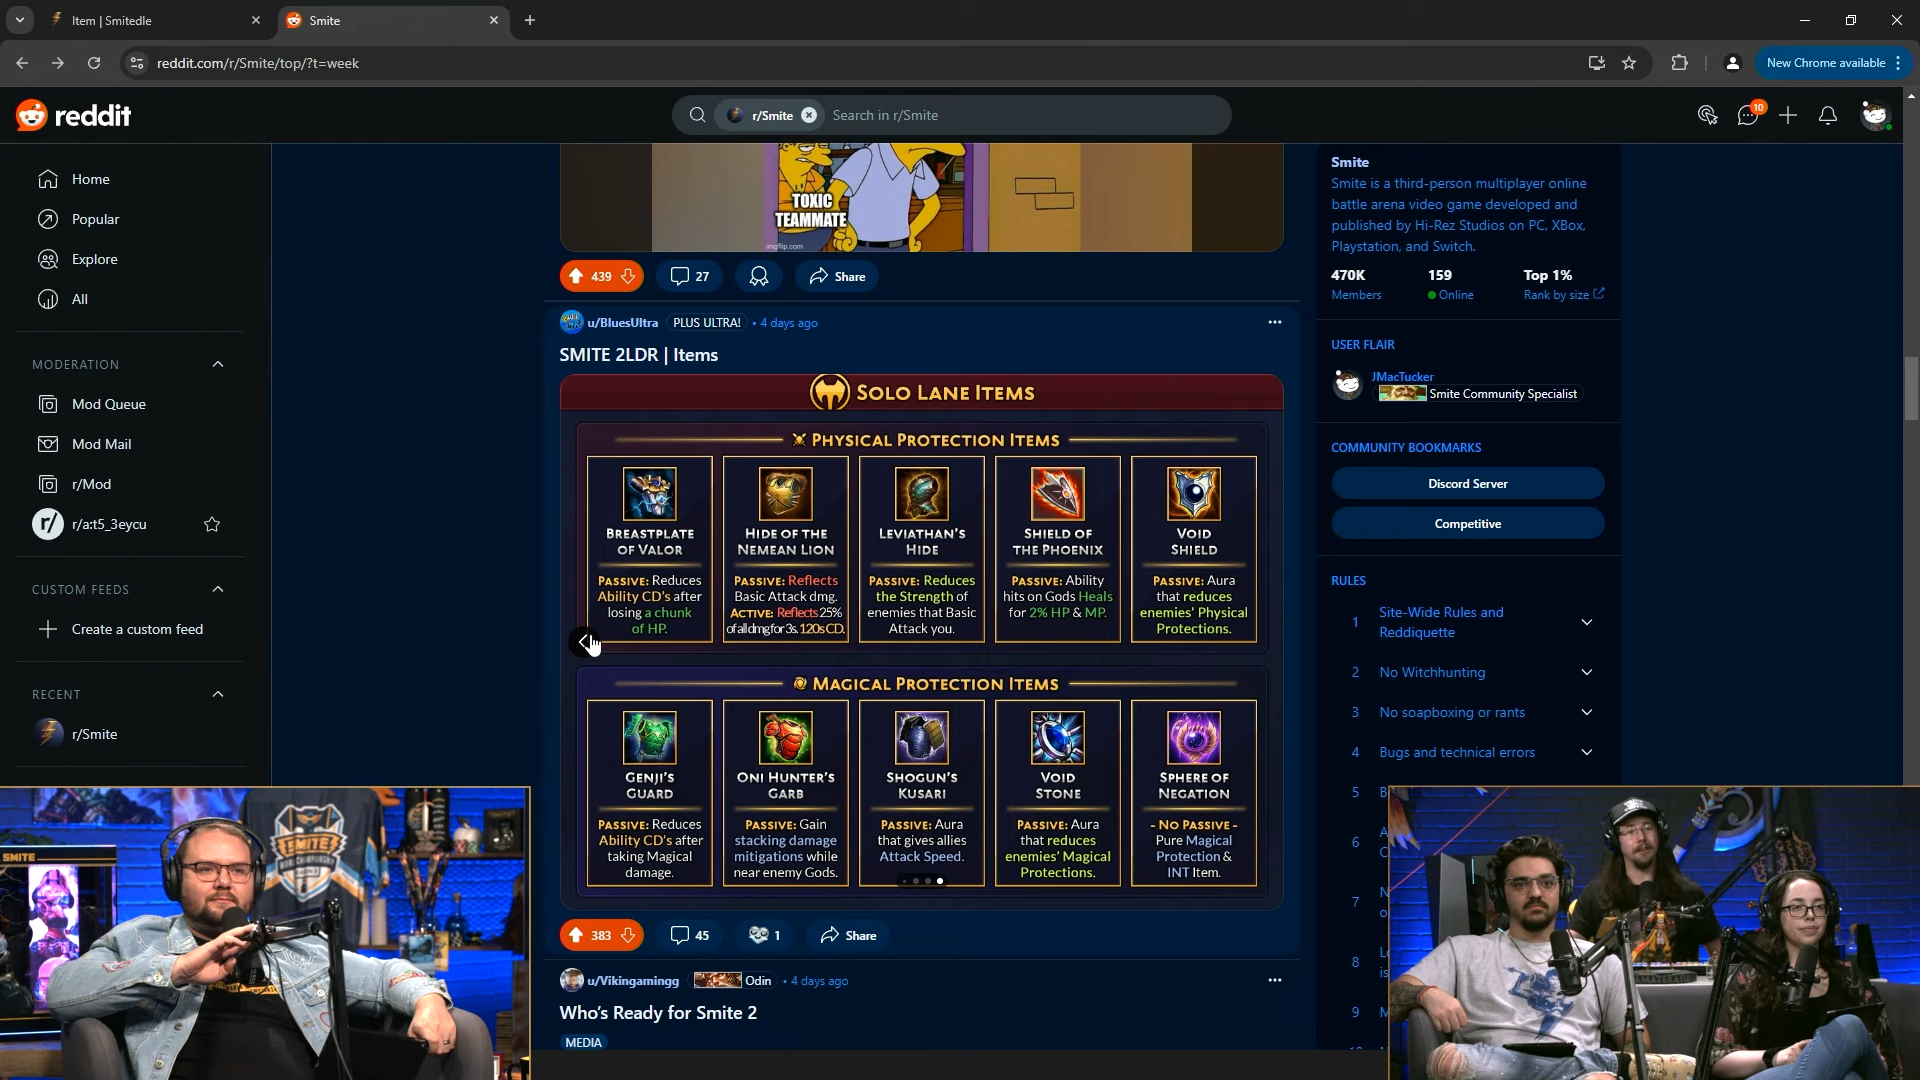 Item | Smitedle
Smite
reddit.com/r/Smite/top/?t=week
New Chrome available
reddit
r/Smite
Search in r/Smite
10
Home
Popular
Explore
All
MODERATION
Mod Queue
Mod Mail
r/Mod
r/ r/a:t5_3eycu
CUSTOM FEEDS
Create a custom feed
RECENT
r/Smite
TOXIC
TEAMMATE
imgflip.com
439
27
Share
u/BluesUltra PLUS ULTRA! • 4 days ago
SMITE 2LDR | Items
SOLO LANE ITEMS
PHYSICAL PROTECTION ITEMS
BREASTPLATE
OF VALOR
PASSIVE: Reduces
Ability CD's after
losing a chunk
of HP.
HIDE OF THE
NEMEAN LION
PASSIVE: Reflects
Basic Attack dmg.
ACTIVE: Reflects 25%
of all dmg for 3s. 120s CD.
LEVIATHAN'S
HIDE
PASSIVE: Reduces
the Strength of
enemies that Basic
Attack you.
SHIELD OF
THE PHOENIX
PASSIVE: Ability
hits on Gods Heals
for 2% HP & MP.
VOID
SHIELD
PASSIVE: Aura
that reduces
enemies' Physical
Protections.
MAGICAL PROTECTION ITEMS
GENJI'S
GUARD
PASSIVE: Reduces
Ability CD's after
taking Magical
damage.
ONI HUNTER'S
GARB
PASSIVE: Gain
stacking damage
mitigations while
near enemy Gods.
SHOGUN'S
KUSARI
PASSIVE: Aura
that gives allies
Attack Speed.
VOID
STONE
PASSIVE: Aura
that reduces
enemies' Magical
Protections.
SPHERE OF
NEGATION
- NO PASSIVE -
Pure Magical
Protection &
INT Item.
383
45
1
Share
u/Vikingamingg Odin • 4 days ago
Who's Ready for Smite 2
MEDIA
Smite
Smite is a third-person multiplayer online
battle arena video game developed and
published by Hi-Rez Studios on PC, XBox,
Playstation, and Switch.
470K
Members
159
Online
Top 1%
Rank by size
USER FLAIR
JMacTucker
Smite Community Specialist
COMMUNITY BOOKMARKS
Discord Server
Competitive
RULES
1 Site-Wide Rules and
Reddiquette
2 No Witchhunting
3 No soapboxing or rants
4 Bugs and technical errors
5
6
7
8
9
SMITE
SMITE